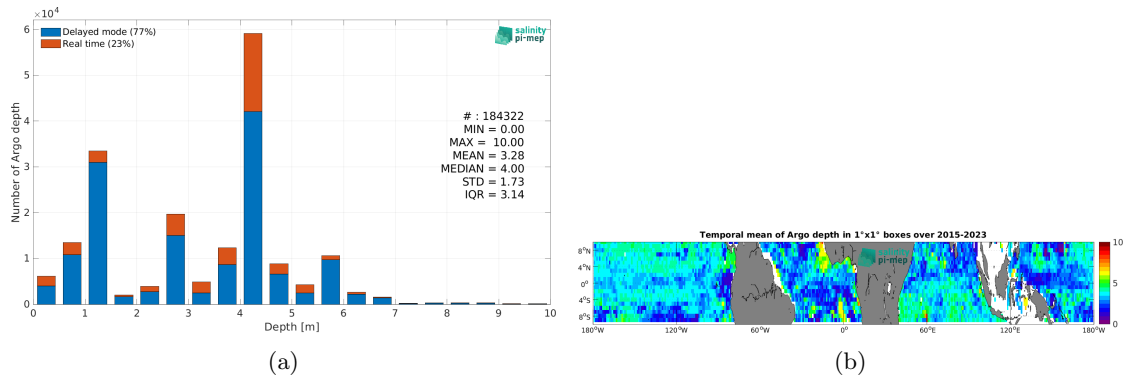 ×10⁴
Delayed mode (77%)
Real time (23%)
salinity
pi-mep
6
5
4
3
2
1
0
Number of Argo depth
# : 184322
MIN = 0.00
MAX = 10.00
MEAN = 3.28
MEDIAN = 4.00
STD = 1.73
IQR = 3.14
0 1 2 3 4 5 6 7 8 9 10
Depth [m]
(a)
Temporal mean of Argo depth in 1°x1° boxes over 2015-2023
salinity
pi-mep
8°N
4°N
0°
4°S
8°S
180°W 120°W 60°W 0° 60°E 120°E 180°W
10
5
0
(b)